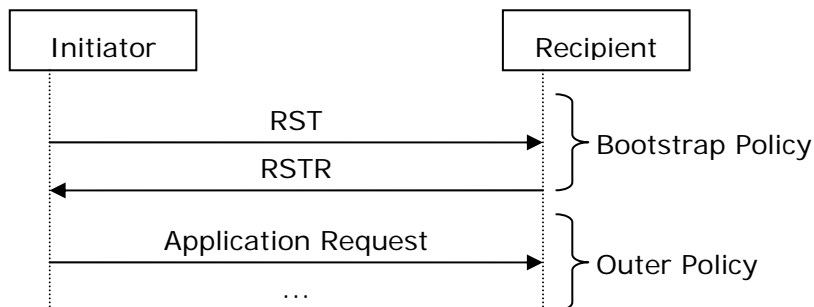 Initiator
Recipient
RST
Bootstrap Policy
RSTR
Application Request
Outer Policy
...